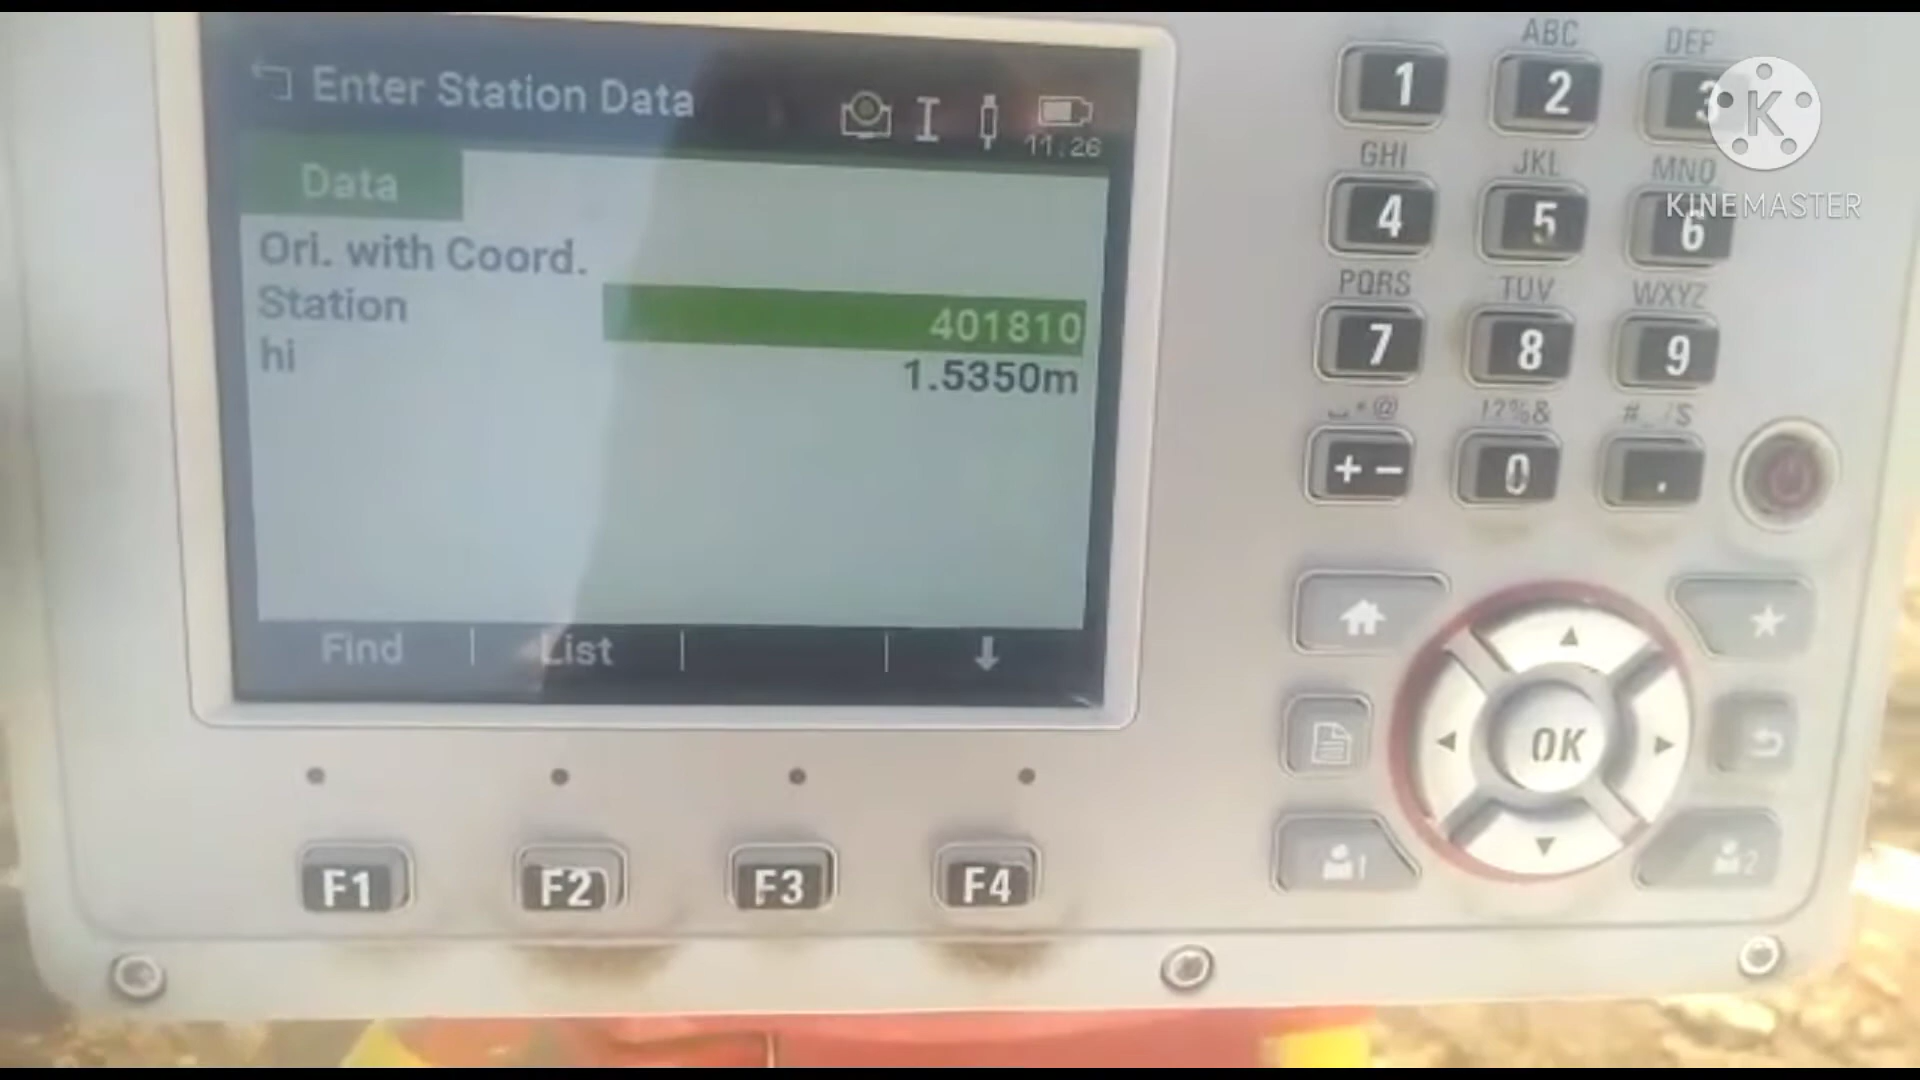 Enter Station Data
11:26
Data
Ori. with Coord.
Station 401810
hi 1.5350m
Find | List | | ↓
F1 F2 F3 F4
ABC DEF
1 2 3
GHI JKL MNO
4 5 6
PQRS TUV WXYZ
7 8 9
@ !?%& #_/$
+ - 0 .
OK
1 2
K
KINEMASTER